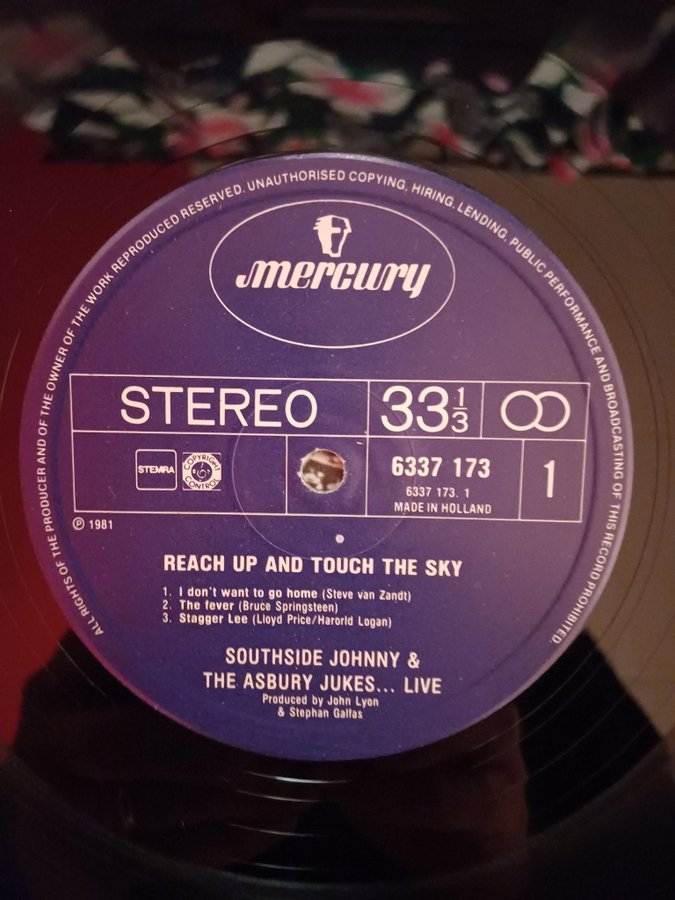 ALL RIGHTS OF THE PRODUCER AND OF THE OWNER OF THE WORK REPRODUCED RESERVED. UNAUTHORISED COPYING, HIRING, LENDING, PUBLIC PERFORMANCE AND BROADCASTING OF THIS RECORD PROHIBITED.
mercury
STEREO 33 1/3
STEMRA COPYRIGHT CONTROL 6337 173 1
6337 173. 1
MADE IN HOLLAND
℗ 1981
REACH UP AND TOUCH THE SKY
1. I don't want to go home (Steve van Zandt)
2. The fever (Bruce Springsteen)
3. Stagger Lee (Lloyd Price/Harorld Logan)
SOUTHSIDE JOHNNY &
THE ASBURY JUKES... LIVE
Produced by John Lyon
& Stephan Galfas